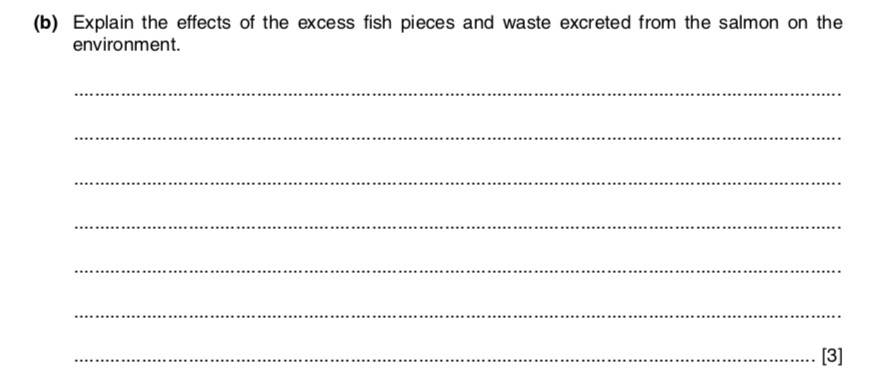 (b) Explain the effects of the excess fish pieces and waste excreted from the salmon on the
environment.
[3]